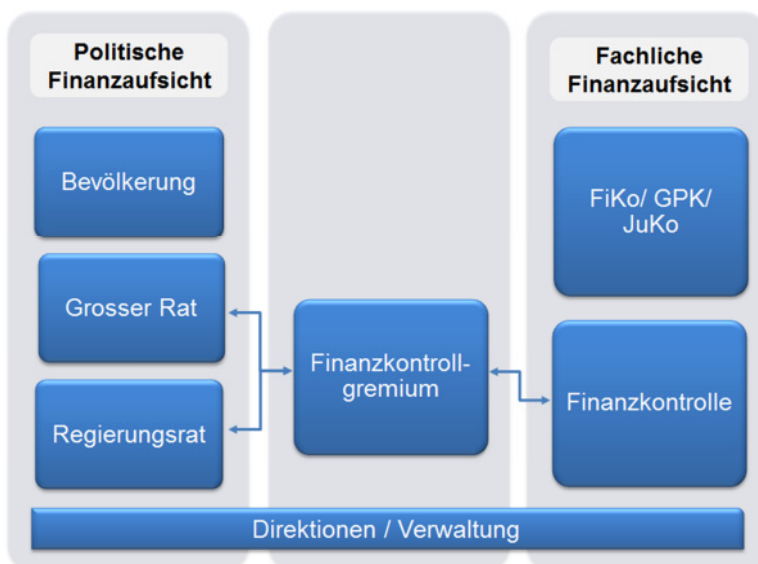 Politische
Finanzaufsicht
Bevölkerung
Grosser Rat
Regierungsrat
Finanzkontroll-
gremium
Fachliche
Finanzaufsicht
FiKo/ GPK/
JuKo
Finanzkontrolle
Direktionen / Verwaltung